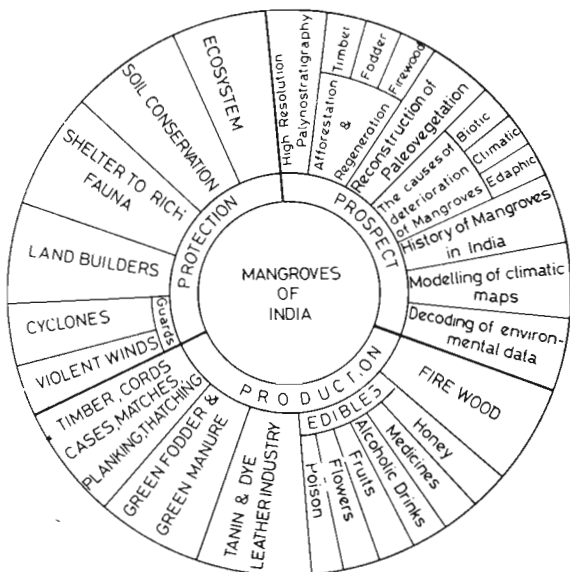 MANGROVES
OF
INDIA
PROTECTION
ECOSYSTEM
SOIL CONSERVATION
SHELTER TO RICH
FAUNA
LAND BUILDERS
Guards
CYCLONES
VIOLENT WINDS
PROSPECT
High Resolution
Palynostratigraphy
Afforestation
&
Regeneration
Timber
Fodder
Firewood
Reconstruction of
Paleovegetation
The causes of
deterioration
of Mangroves
Biotic
Climatic
Edaphic
History of Mangroves
in India
Modelling of climatic
maps
Decoding of environ-
mental data
PRODUCTION
FIRE WOOD
EDIBLES
Honey
Medicines
Alcoholic Drinks
Fruits
Flowers
Poison
TANIN & DYE
LEATHER INDUSTRY
GREEN FODDER &
GREEN MANURE
TIMBER, CORDS
CASES, MATCHES,
PLANKING, THATCHING